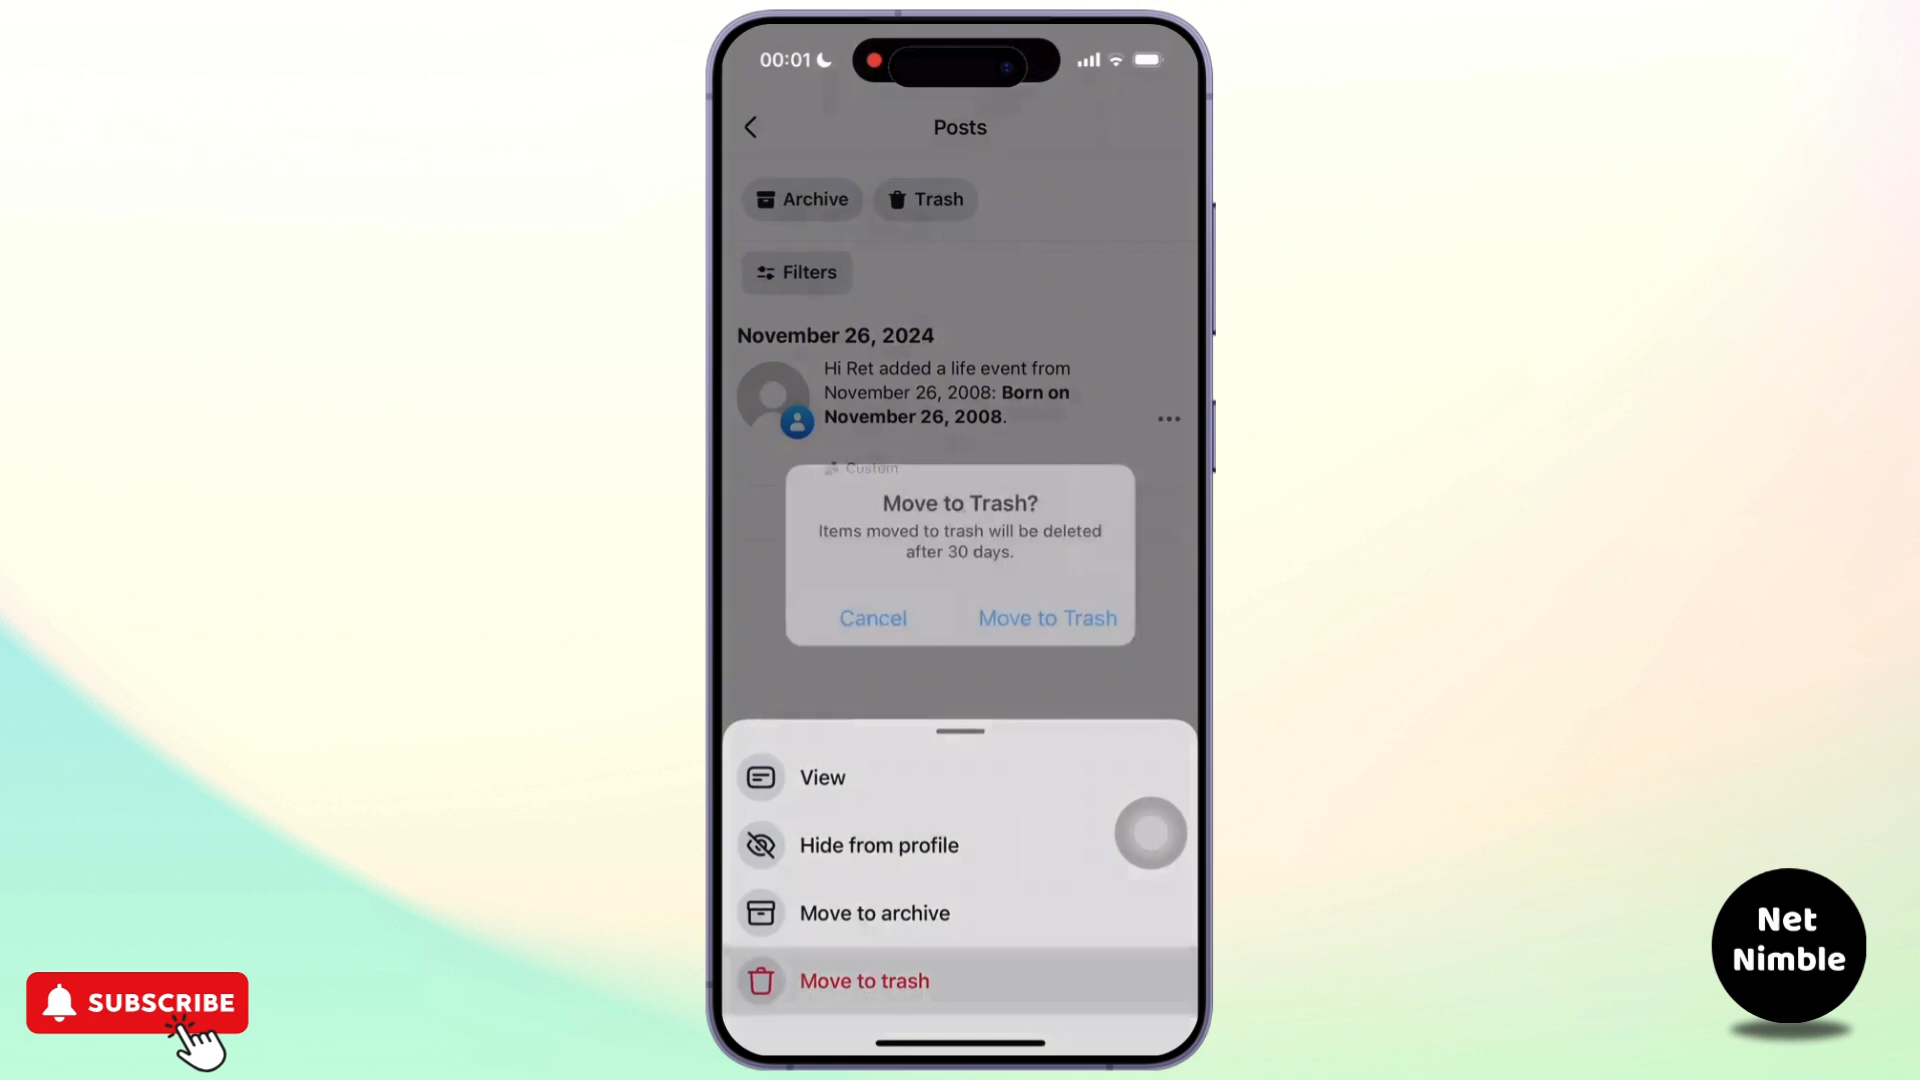 00:01
Posts
Archive
Trash
Filters
November 26, 2024
Hi Ret added a life event from
November 26, 2008: Born on
November 26, 2008.
Custom
Move to Trash?
Items moved to trash will be deleted
after 30 days.
Cancel
Move to Trash
View
Hide from profile
Move to archive
Move to trash
SUBSCRIBE
Net
Nimble